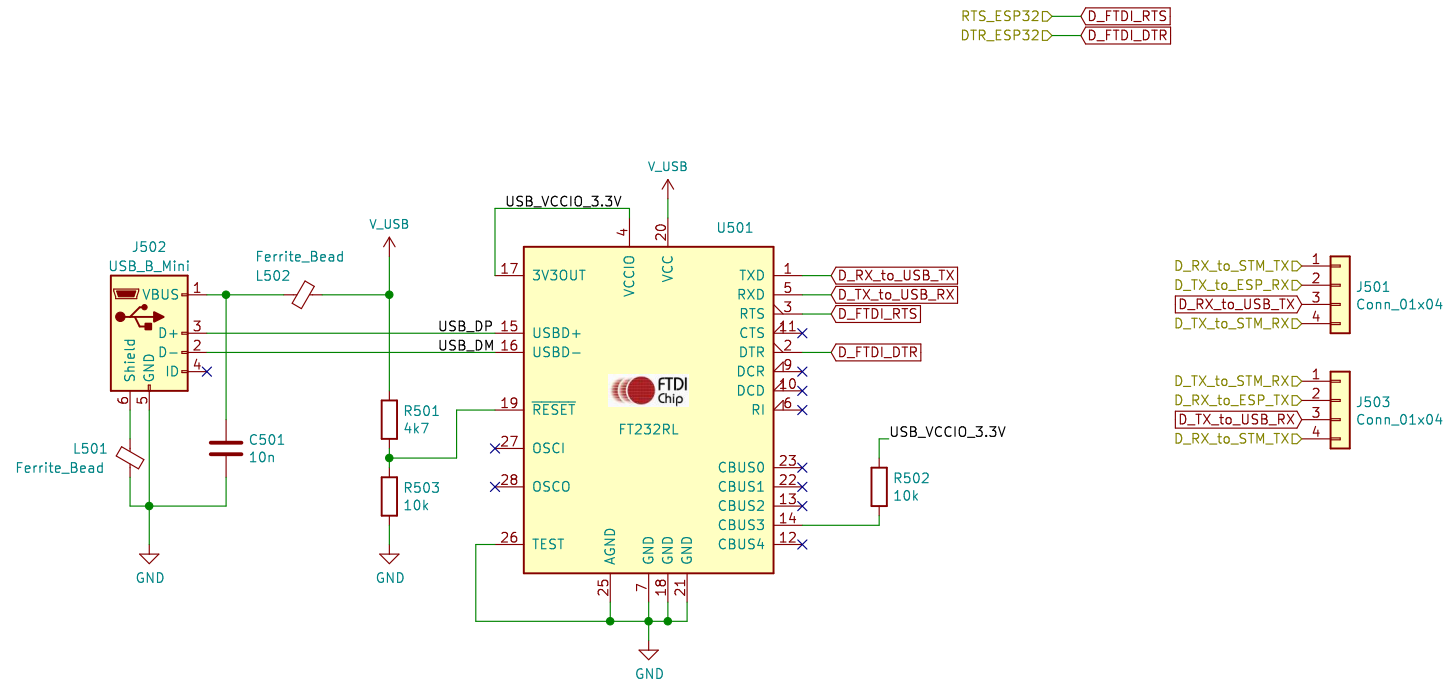 RTS_ESP32 D_FTDI_RTS
DTR_ESP32 D_FTDI_DTR
V_USB
USB_VCCIO_3.3V
U501
4
20
VCCIO
VCC
17 3V3OUT
15 USBD+
16 USBD-
19 RESET
27 OSCI
28 OSCO
26 TEST
USB_DP
USB_DM
FTDI
Chip
FT232RL
TXD 1 D_RX_to_USB_TX
RXD 5 D_TX_to_USB_RX
RTS 3 D_FTDI_RTS
CTS 11
DTR 2 D_FTDI_DTR
DCR 9
DCD 10
RI 6
CBUS0 23
CBUS1 22
CBUS2 13
CBUS3 14
CBUS4 12
AGND
GND
GND
GND
25
7
18
21
GND
USB_VCCIO_3.3V
R502
10k
J502
USB_B_Mini
VBUS 1
D+ 3
D- 2
ID 4
Shield
GND
6
5
L501
Ferrite_Bead
C501
10n
GND
Ferrite_Bead
L502
V_USB
R501
4k7
R503
10k
GND
D_RX_to_STM_TX 1
D_TX_to_ESP_RX 2
D_RX_to_USB_TX 3
D_TX_to_STM_RX 4
J501
Conn_01x04
D_TX_to_STM_RX 1
D_RX_to_ESP_TX 2
D_TX_to_USB_RX 3
D_RX_to_STM_TX 4
J503
Conn_01x04